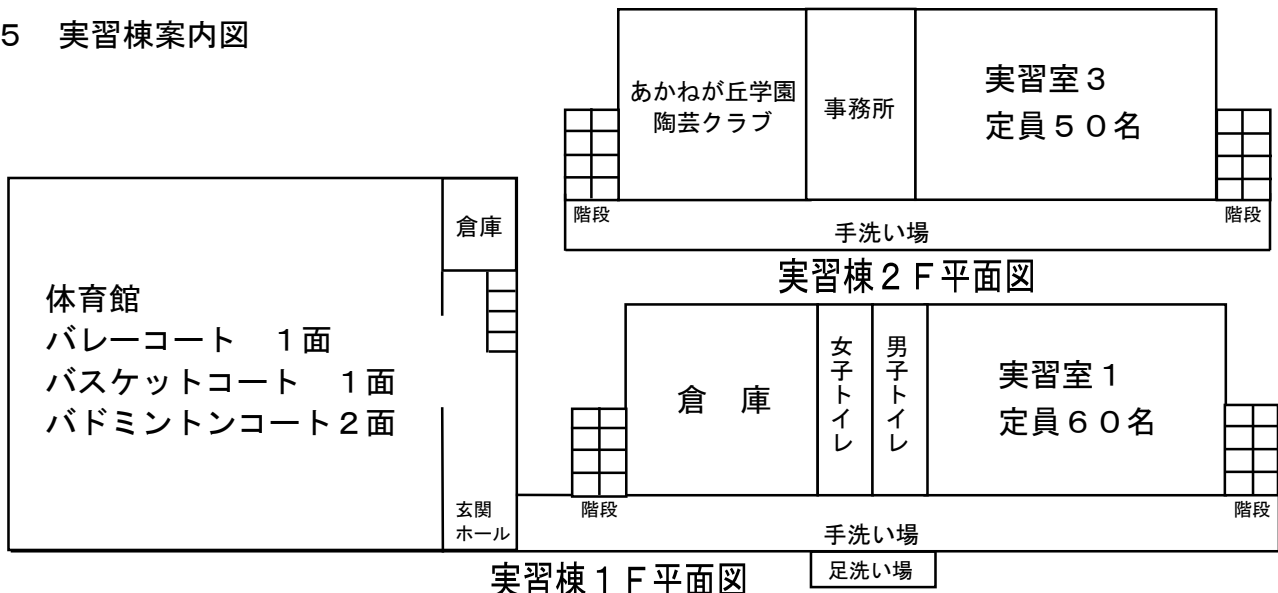 ５　実習棟案内図
あかねが丘学園
陶芸クラブ
事務所
実習室３
定員５０名
階段
手洗い場
階段
実習棟２Ｆ平面図
倉庫
体育館
バレーコート　１面
バスケットコート　１面
バドミントンコート２面
玄関
ホール
倉　庫
女子トイレ
男子トイレ
実習室１
定員６０名
階段
手洗い場
階段
足洗い場
実習棟１Ｆ平面図